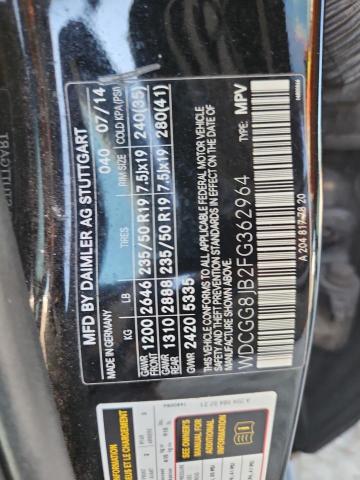 MFD BY DAIMLER AG STUTTGART
IN GERMANY 040 07/14
KG LB TIRES RIM SIZE COLD KPA(PSI)
GAWR FRONT 1200 2646 235/50 R19 7.5Jx19 240(35)
GAWR REAR 1310 2888 235/50 R19 7.5Jx19 280(41)
GVWR 2420 5335
THIS VEHICLE CONFORMS TO ALL APPLICABLE FEDERAL MOTOR VEHICLE
SAFETY, BUMPER, AND THEFT PREVENTION STANDARDS IN EFFECT ON THE
DATE OF MANUFACTURE SHOWN ABOVE.
WDCGG8JB2FG362964 TYPE: MPV
A 204 817 28 20
INFORMATION
SEE OWNER'S
MANUAL FOR
ADDITIONAL
INFORMATION